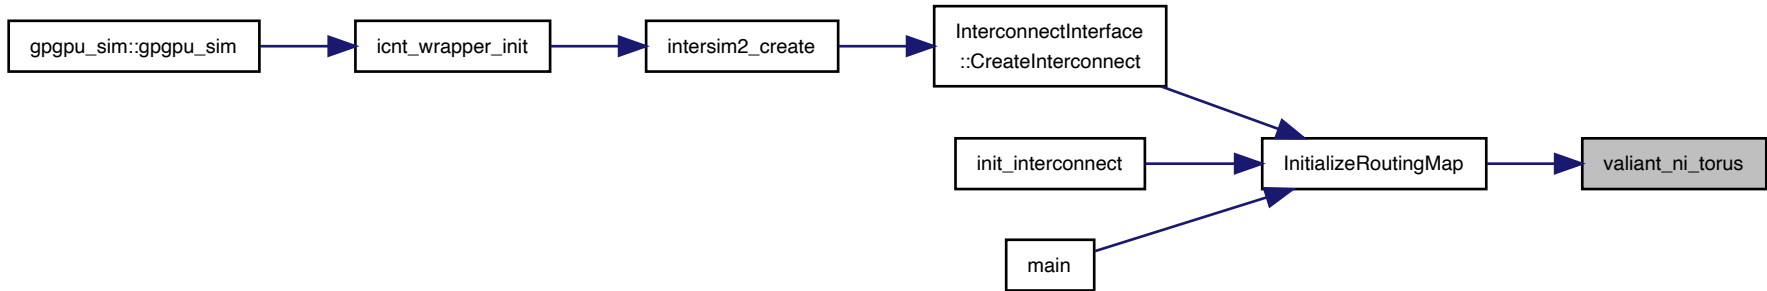 gpgpu_sim::gpgpu_sim
icnt_wrapper_init
intersim2_create
InterconnectInterface
::CreateInterconnect
init_interconnect
InitializeRoutingMap
valiant_ni_torus
main